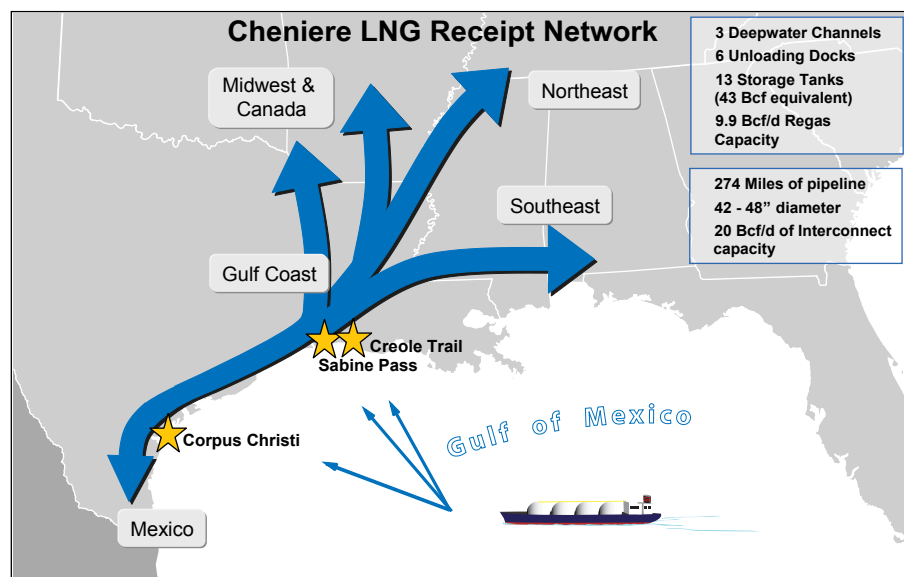 Cheniere LNG Receipt Network
3 Deepwater Channels
6 Unloading Docks
13 Storage Tanks
(43 Bcf equivalent)
9.9 Bcf/d Regas
Capacity
274 Miles of pipeline
42 - 48” diameter
20 Bcf/d of Interconnect
capacity
Midwest &
Canada
Northeast
Southeast
Gulf Coast
Creole Trail
Sabine Pass
Gulf of Mexico
Corpus Christi
Mexico